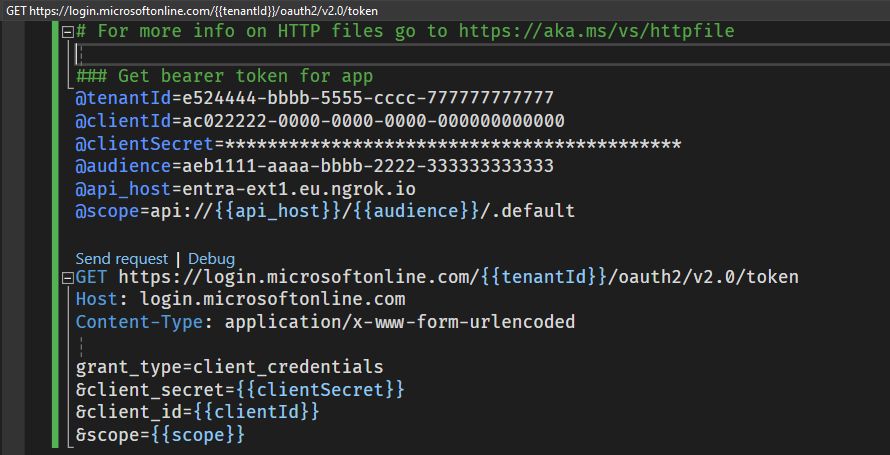 GET https://login.microsoftonline.com/{{tenantId}}/oauth2/v2.0/token
# For more info on HTTP files go to https://aka.ms/vs/httpfile
### Get bearer token for app
@tenantId=e524444-bbbb-5555-cccc-777777777777
@clientId=ac022222-0000-0000-0000-000000000000
@clientSecret=*******************************************
@audience=aeb1111-aaaa-bbbb-2222-333333333333
@api_host=entra-ext1.eu.ngrok.io
@scope=api://{{api_host}}/{{audience}}/.default
Send request | Debug
GET https://login.microsoftonline.com/{{tenantId}}/oauth2/v2.0/token
Host: login.microsoftonline.com
Content-Type: application/x-www-form-urlencoded
grant_type=client_credentials
&client_secret={{clientSecret}}
&client_id={{clientId}}
&scope={{scope}}